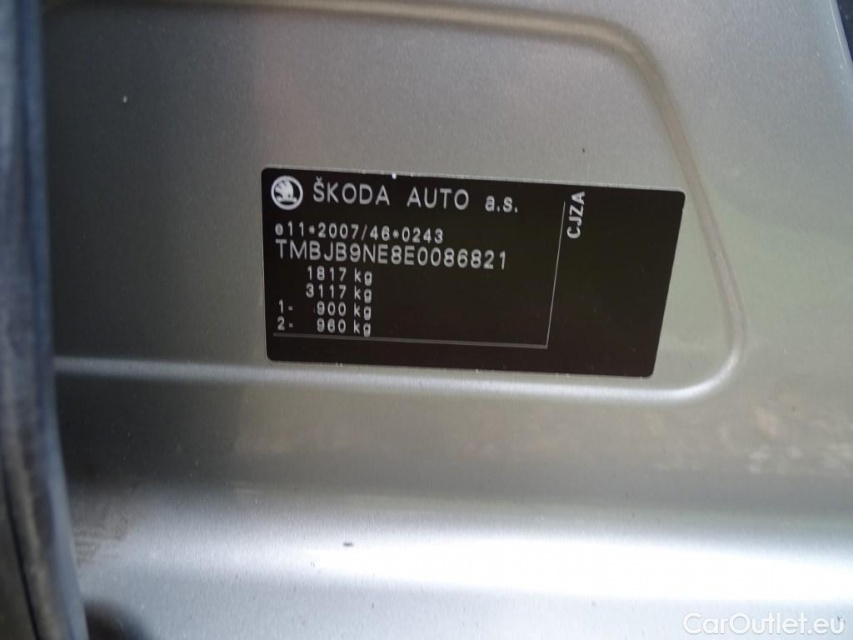 ŠKODA AUTO a.s.
e11*2007/46*0243
TMBJB9NE8E0086821
1817 kg
3117 kg
1- 900 kg
2- 960 kg
CJZA
CarOutlet.eu